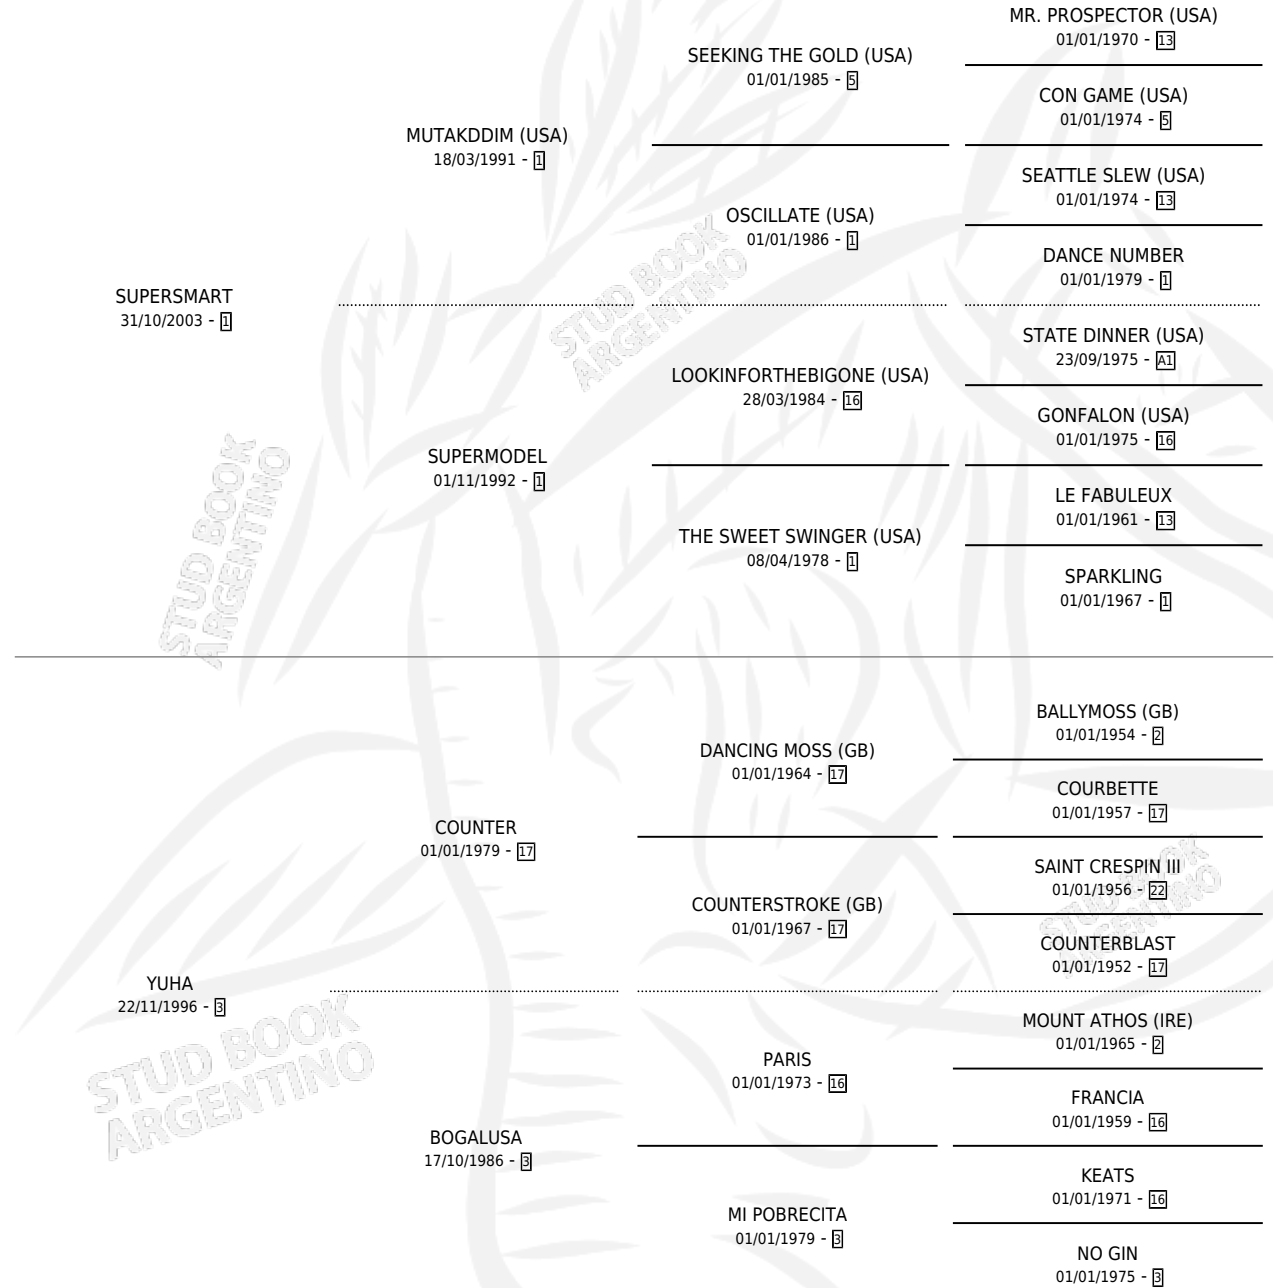 MR. PROSPECTOR (USA)
01/01/1970 - 13
SEEKING THE GOLD (USA)
01/01/1985 - 5
CON GAME (USA)
01/01/1974 - 5
MUTAKDDIM (USA)
18/03/1991 - 1
SEATTLE SLEW (USA)
01/01/1974 - 13
OSCILLATE (USA)
01/01/1986 - 1
DANCE NUMBER
01/01/1979 - 1
SUPERSMART
31/10/2003 - 1
STUD BOOK
ARGENTINO
STATE DINNER (USA)
23/09/1975 - A1
LOOKINFORTHEBIGONE (USA)
28/03/1984 - 16
GONFALON (USA)
01/01/1975 - 16
SUPERMODEL
01/11/1992 - 1
LE FABULEUX
01/01/1961 - 13
THE SWEET SWINGER (USA)
08/04/1978 - 1
SPARKLING
01/01/1967 - 1
STUD BOOK
ARGENTINO
BALLYMOSS (GB)
01/01/1954 - 2
DANCING MOSS (GB)
01/01/1964 - 17
COURBETTE
01/01/1957 - 17
COUNTER
01/01/1979 - 17
SAINT CRESPIN III
01/01/1956 - 22
COUNTERSTROKE (GB)
01/01/1967 - 17
COUNTERBLAST
01/01/1952 - 17
STUD BOOK
ARGENTINO
YUHA
22/11/1996 - 3
MOUNT ATHOS (IRE)
01/01/1965 - 2
PARIS
01/01/1973 - 16
FRANCIA
01/01/1959 - 16
STUD BOOK
ARGENTINO
BOGALUSA
17/10/1986 - 3
KEATS
01/01/1971 - 16
MI POBRECITA
01/01/1979 - 3
NO GIN
01/01/1975 - 3